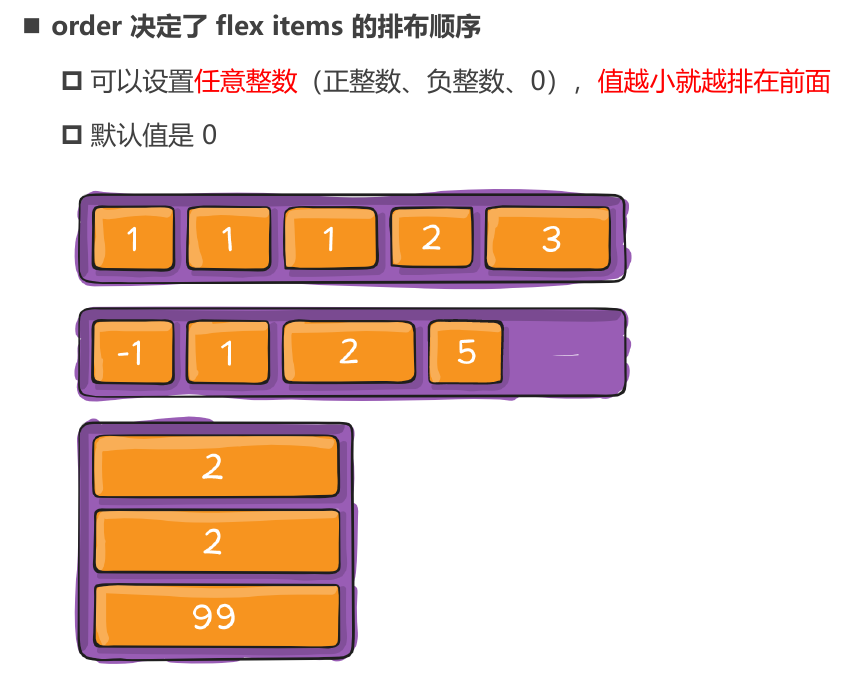 ■ order 决定了 flex items 的排布顺序
可以设置任意整数（正整数、负整数、0），值越小就越排在前面
默认值是 0
1 1 1 2 3
-1 1 2 5
2
2
99